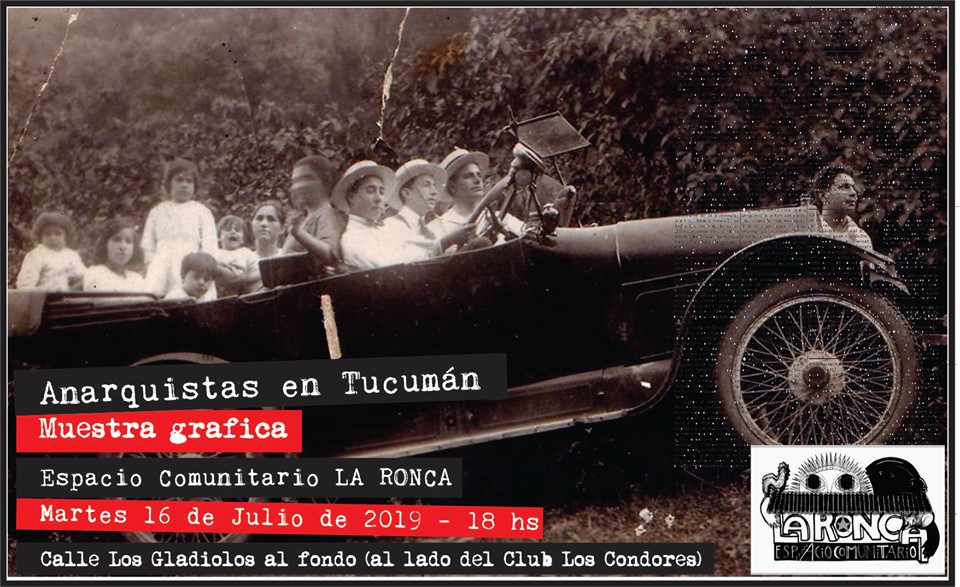 Anarquistas en Tucumán
Muestra grafica
Espacio Comunitario LA RONCA
Martes 16 de Julio de 2019 - 18 hs
Calle Los Gladiolos al fondo (al lado del Club Los Condores)
LA RONCA
ESPACIO COMUNITARIO